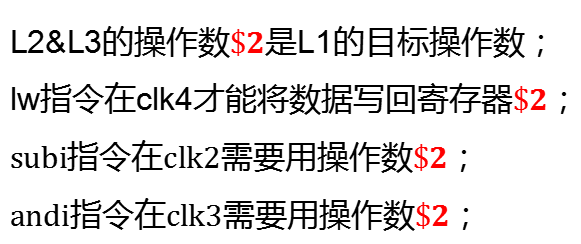 L2&L3的操作数$2是L1的目标操作数；
lw指令在clk4才能将数据写回寄存器$2；
subi指令在clk2需要用操作数$2；
andi指令在clk3需要用操作数$2；